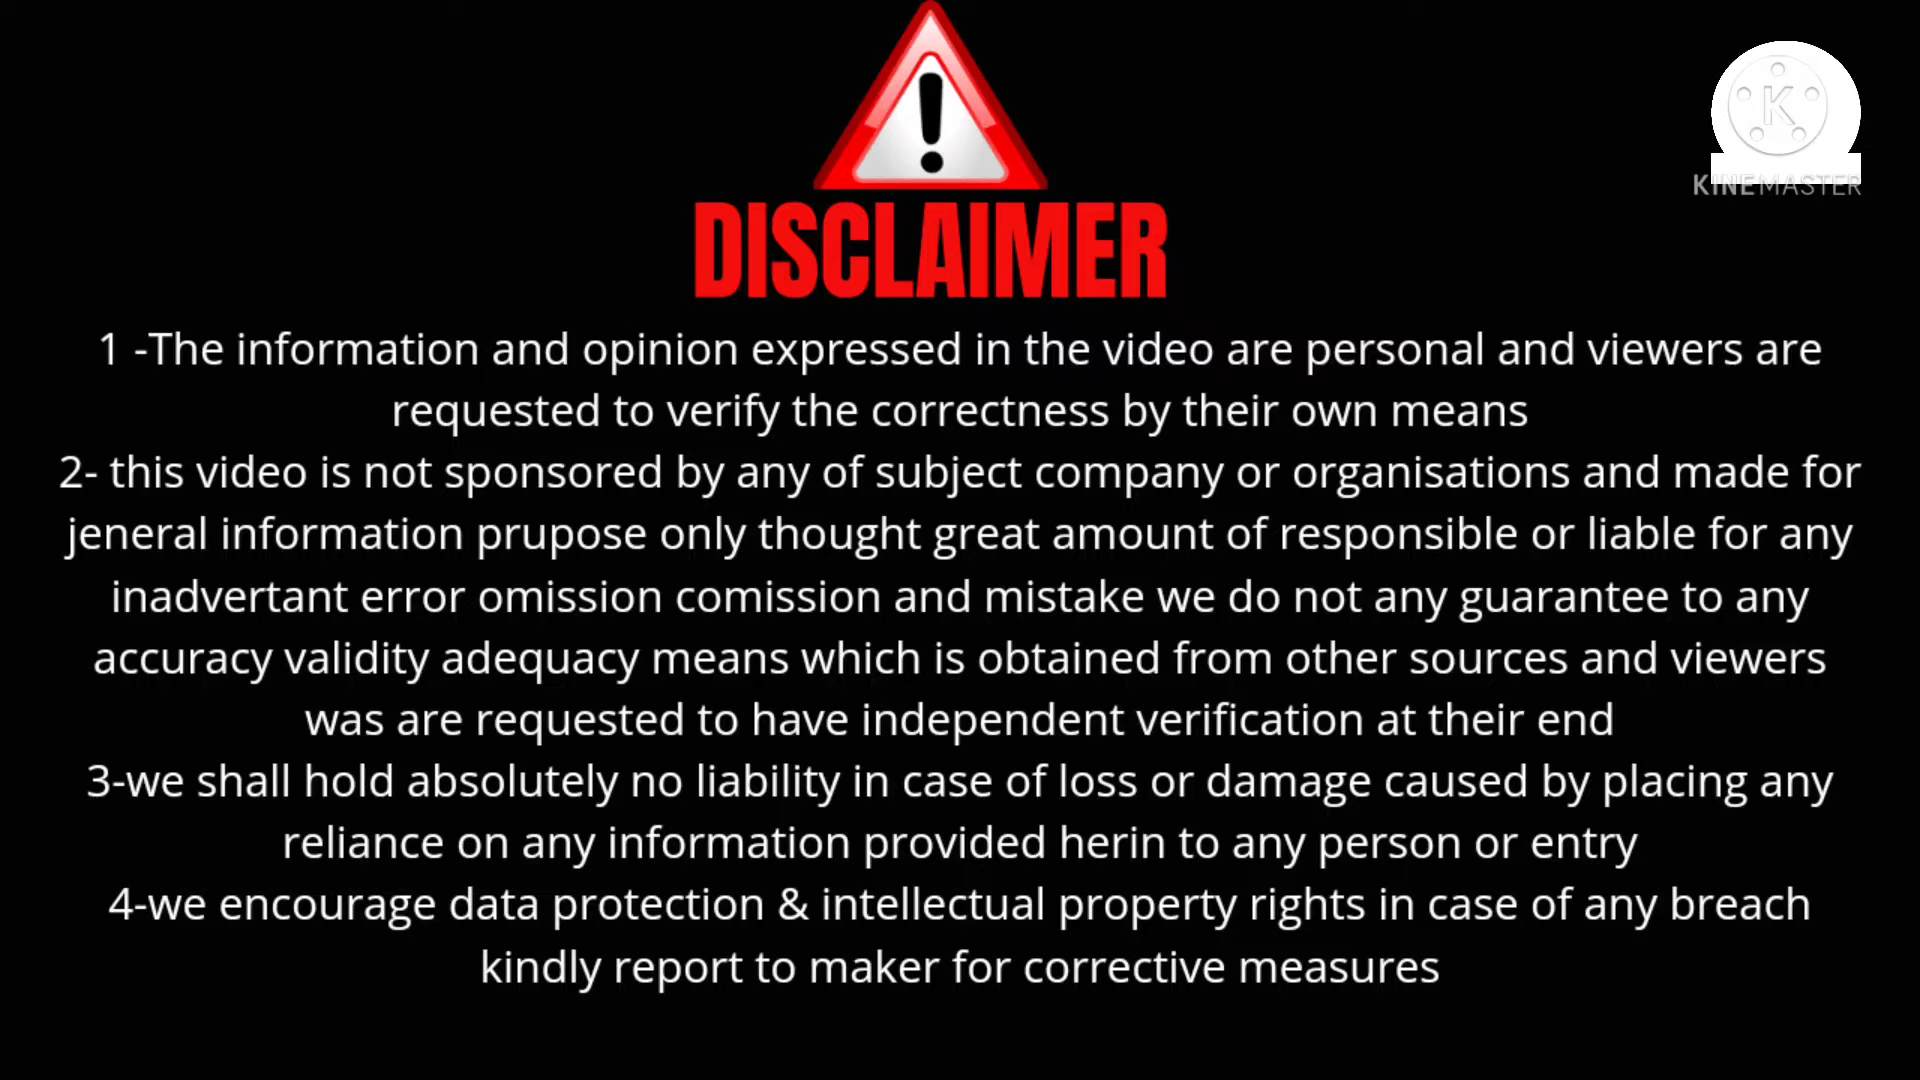 K
KINEMASTER
DISCLAIMER
1 -The information and opinion expressed in the video are personal and viewers are
requested to verify the correctness by their own means
2- this video is not sponsored by any of subject company or organisations and made for
jeneral information prupose only thought great amount of responsible or liable for any
inadvertant error omission comission and mistake we do not any guarantee to any
accuracy validity adequacy means which is obtained from other sources and viewers
was are requested to have independent verification at their end
3-we shall hold absolutely no liability in case of loss or damage caused by placing any
reliance on any information provided herin to any person or entry
4-we encourage data protection & intellectual property rights in case of any breach
kindly report to maker for corrective measures